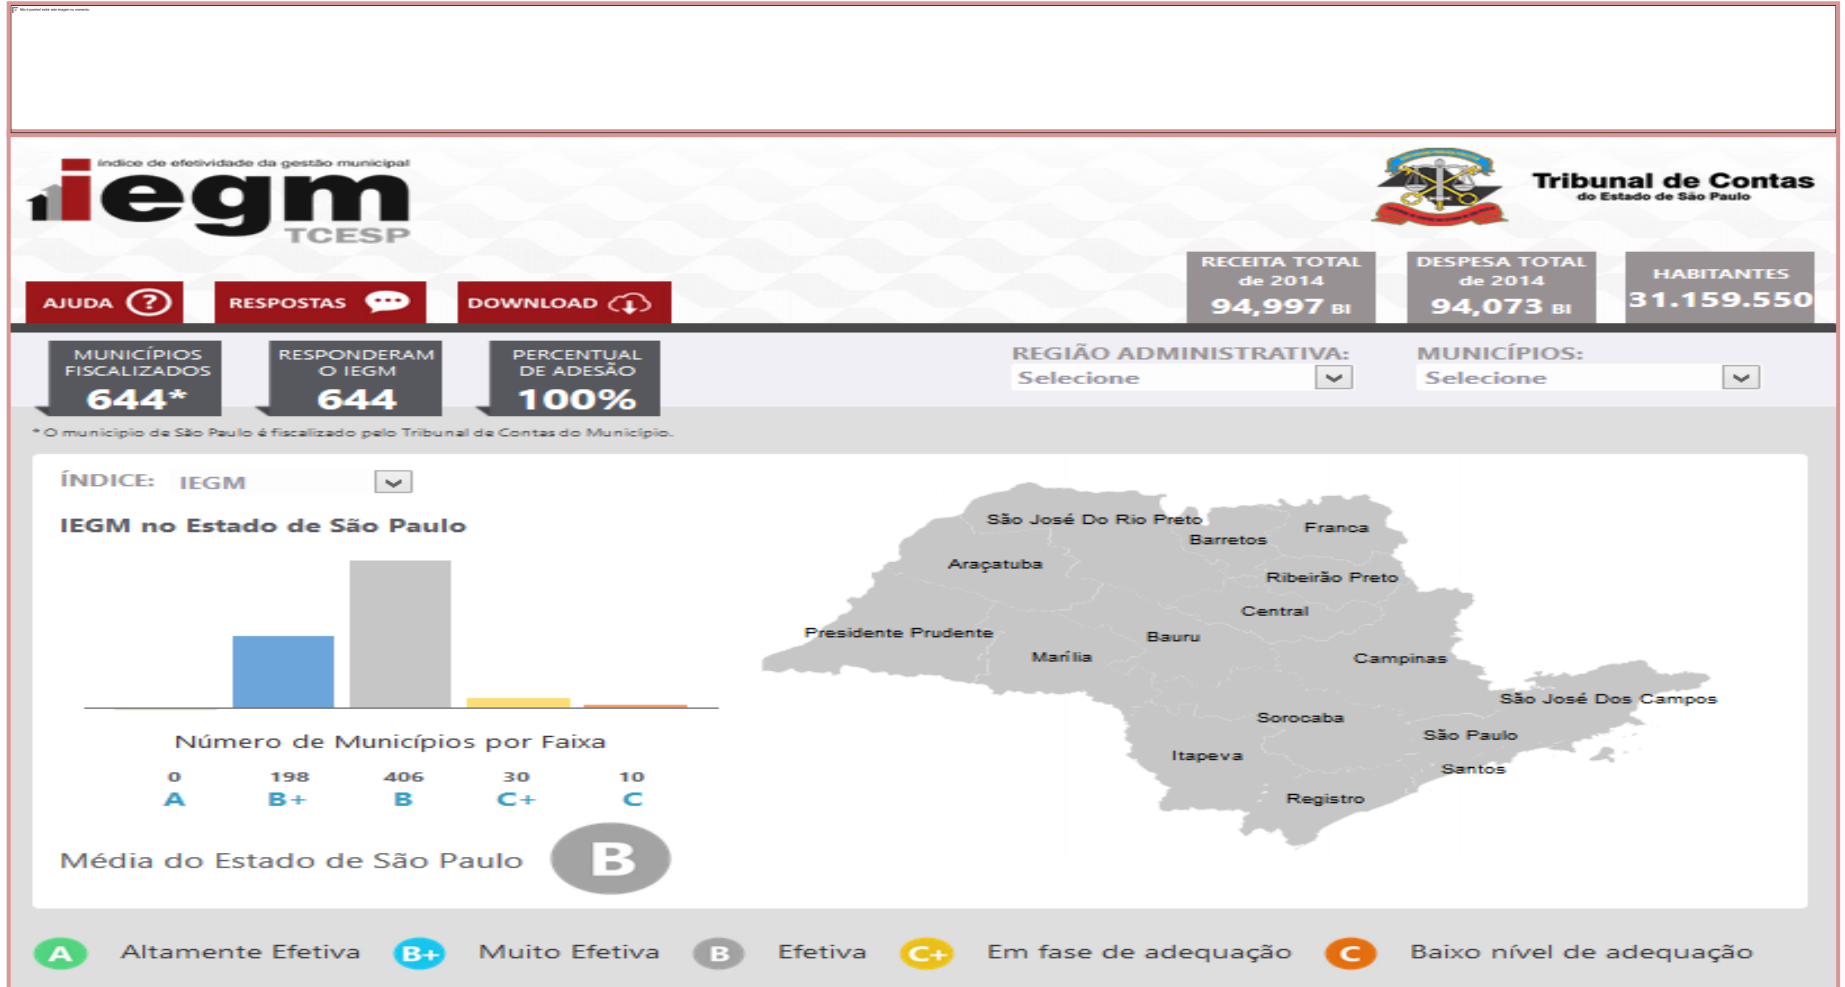 índice de efetividade da gestão municipal
iegm
TCESP
Tribunal de Contas
do Estado de São Paulo
AJUDA ?
RESPOSTAS
DOWNLOAD
RECEITA TOTAL
de 2014
94,997 BI
DESPESA TOTAL
de 2014
94,073 BI
HABITANTES
31.159.550
MUNICÍPIOS
FISCALIZADOS
644*
RESPONDERAM
O IEGM
644
PERCENTUAL
DE ADESÃO
100%
REGIÃO ADMINISTRATIVA:
Selecione
MUNICÍPIOS:
Selecione
* O municipio de São Paulo é fiscalizado pelo Tribunal de Contas do Município.
ÍNDICE: IEGM
IEGM no Estado de São Paulo
Número de Municípios por Faixa
0 198 406 30 10
A B+ B C+ C
Média do Estado de São Paulo B
São José Do Rio Preto
Barretos
Franca
Araçatuba
Ribeirão Preto
Central
Presidente Prudente
Bauru
Marília
Campinas
São José Dos Campos
Sorocaba
São Paulo
Itapeva
Santos
Registro
A Altamente Efetiva B+ Muito Efetiva B Efetiva C+ Em fase de adequação C Baixo nível de adequação